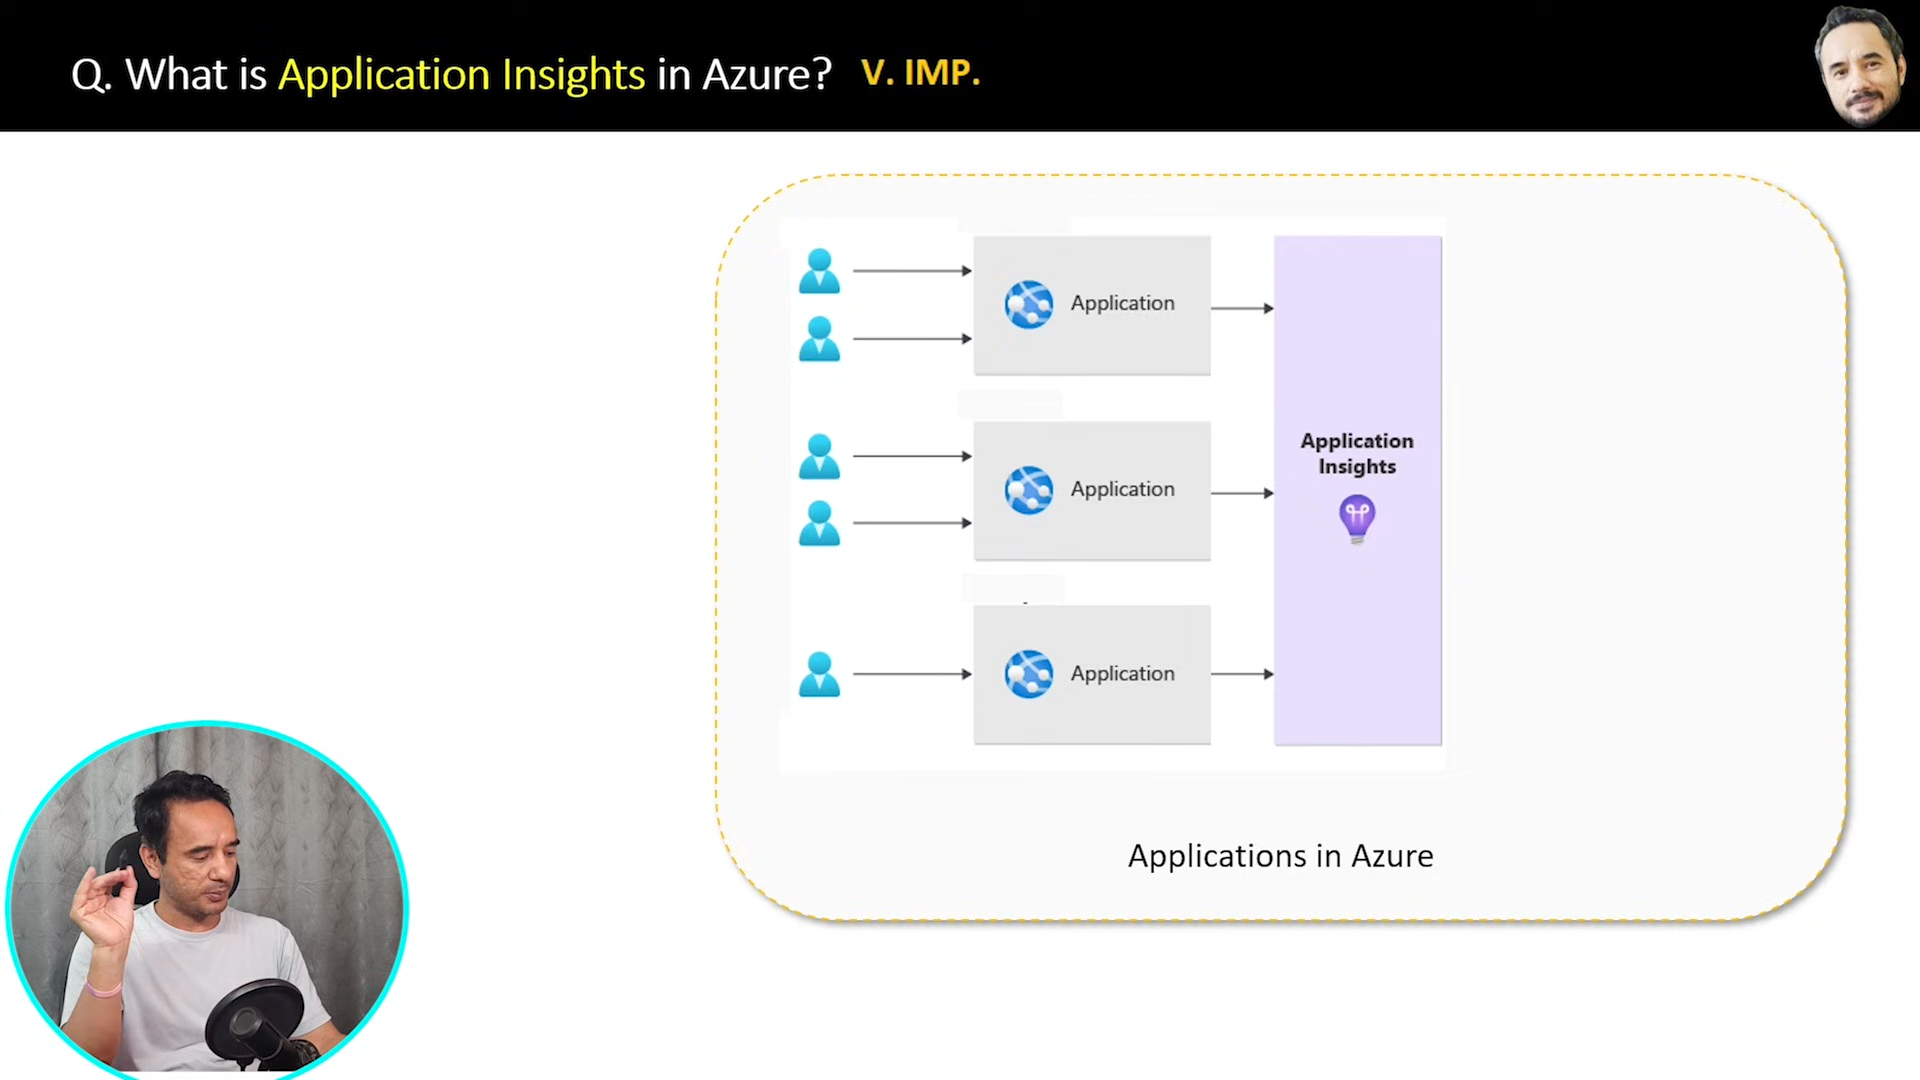 Q. What is Application Insights in Azure? V. IMP.
Application
Application
Application
Application
Insights
Applications in Azure